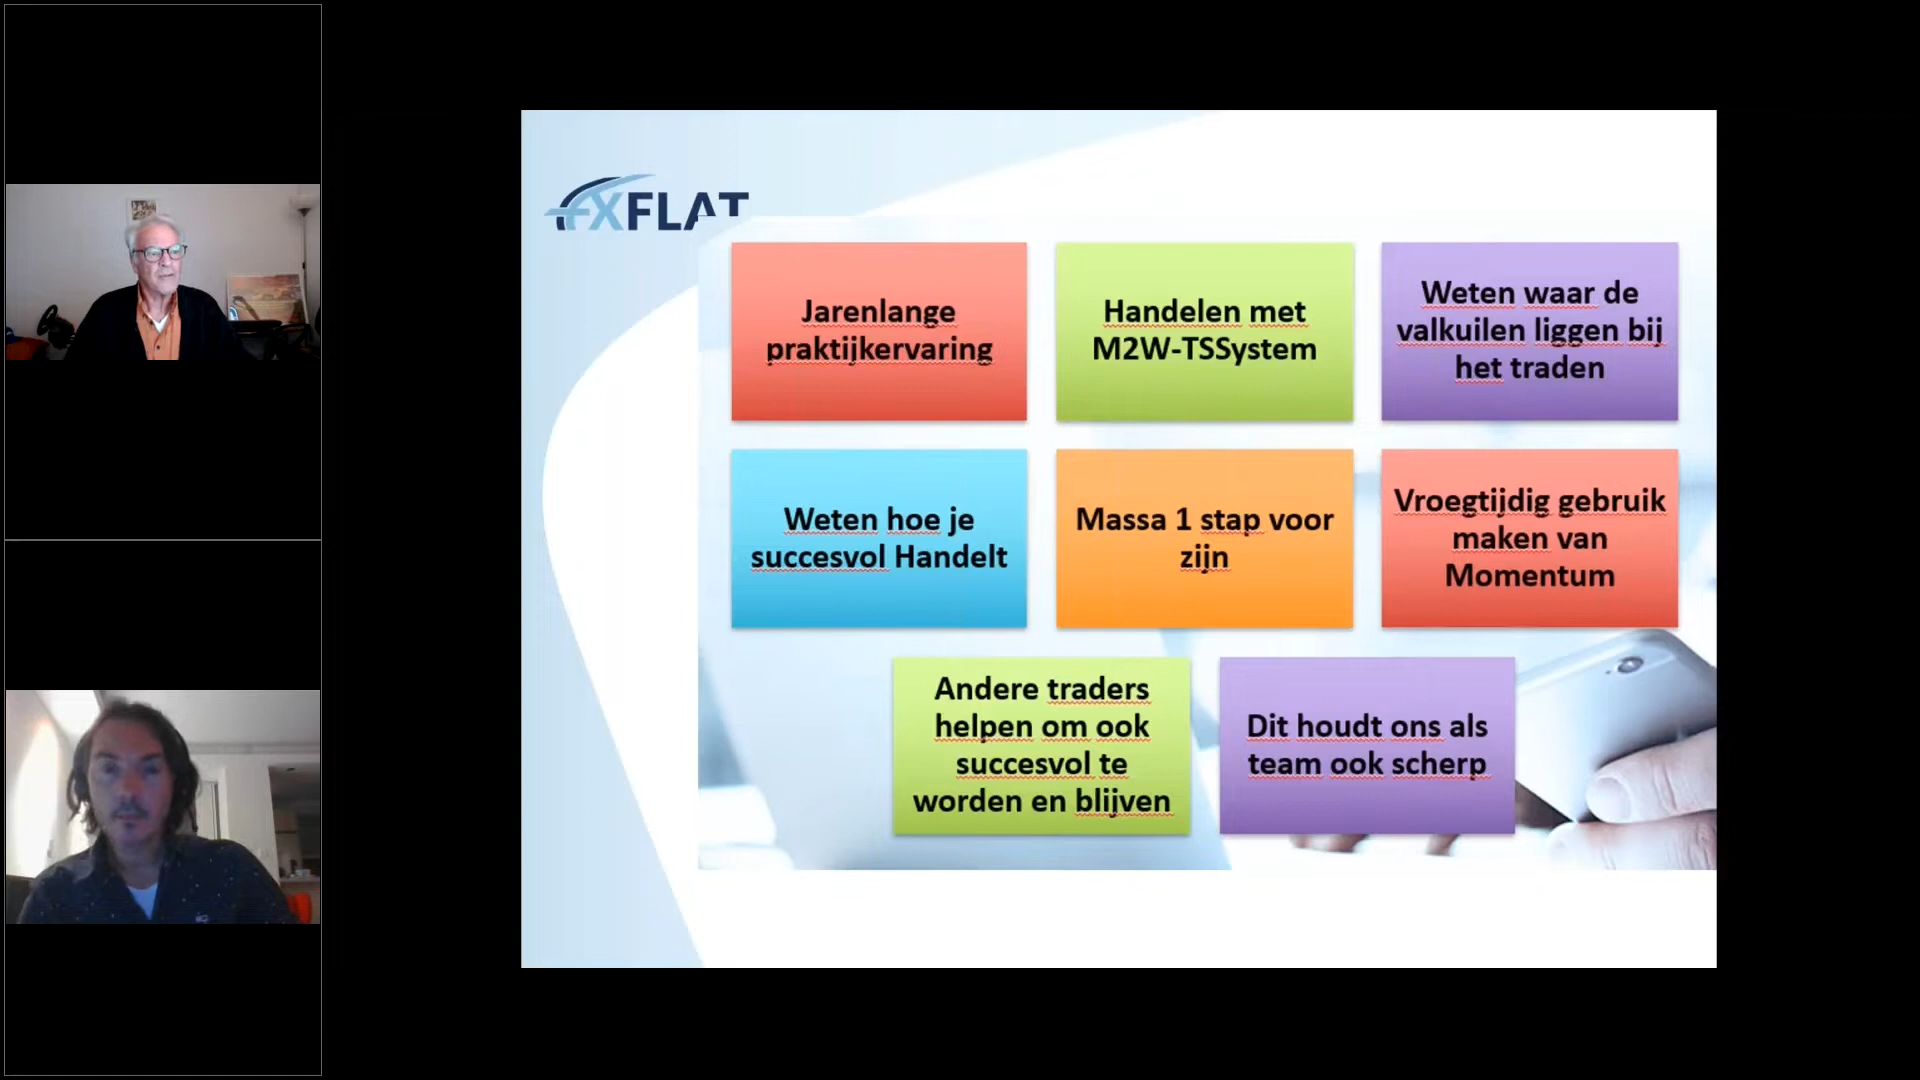 FXFLAT
Jarenlange
praktijkervaring
Handelen met
M2W-TSSystem
Weten waar de
valkuilen liggen bij
het traden
Weten hoe je
succesvol Handelt
Massa 1 stap voor
zijn
Vroegtijdig gebruik
maken van
Momentum
Andere traders
helpen om ook
succesvol te
worden en blijven
Dit houdt ons als
team ook scherp